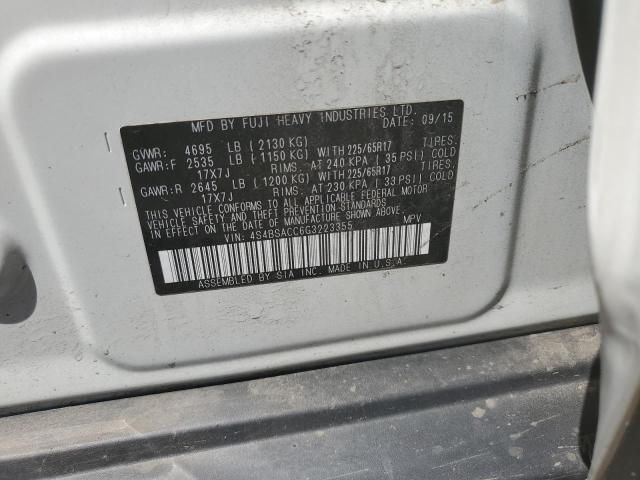 MFD BY FUJI HEAVY INDUSTRIES LTD.
DATE: 09/15
GVWR: 4695 LB (2130 KG)
GAWR:F 2535 LB (1150 KG) WITH 225/65R17 TIRES.
17X7J RIMS. AT 240 KPA (35 PSI) COLD
GAWR:R 2645 LB (1200 KG) WITH 225/65R17 TIRES.
17X7J RIMS. AT 230 KPA (33 PSI) COLD
THIS VEHICLE CONFORMS TO ALL APPLICABLE FEDERAL MOTOR
VEHICLE SAFETY AND THEFT PREVENTION STANDARDS
IN EFFECT ON THE DATE OF MANUFACTURE SHOWN ABOVE.
VIN: 4S4BSACC6G3223355 MPV
ASSEMBLED BY SIA INC. MADE IN U.S.A.